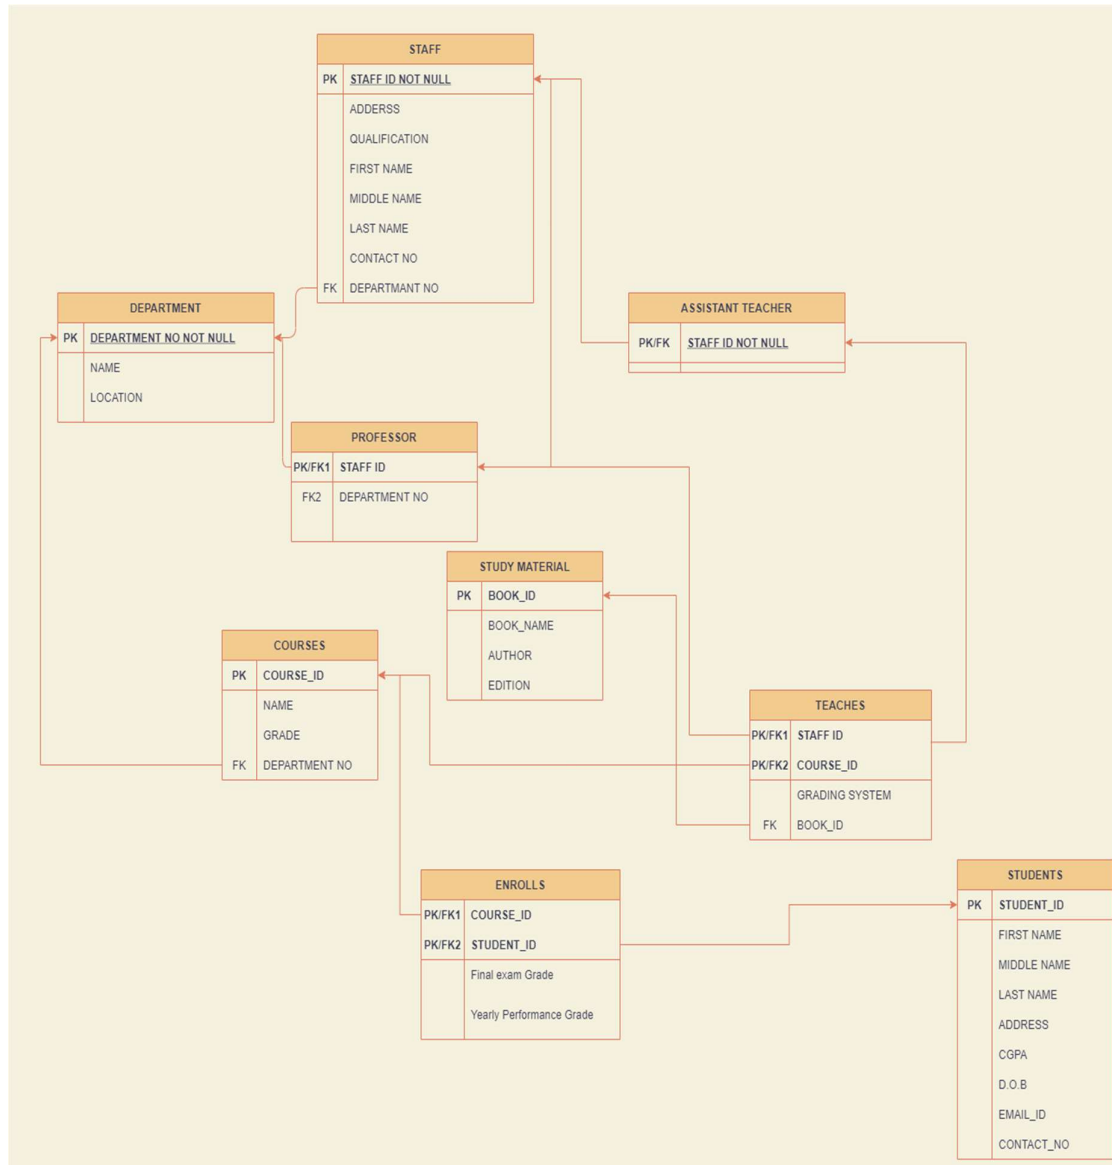 STAFF
PK STAFF ID NOT NULL
ADDERSS
QUALIFICATION
FIRST NAME
MIDDLE NAME
LAST NAME
CONTACT NO
FK DEPARTMANT NO
DEPARTMENT
PK DEPARTMENT NO NOT NULL
NAME
LOCATION
ASSISTANT TEACHER
PK/FK STAFF ID NOT NULL
PROFESSOR
PK/FK1 STAFF ID
FK2 DEPARTMENT NO
STUDY MATERIAL
PK BOOK_ID
BOOK_NAME
AUTHOR
EDITION
COURSES
PK COURSE_ID
NAME
GRADE
FK DEPARTMENT NO
TEACHES
PK/FK1 STAFF ID
PK/FK2 COURSE_ID
GRADING SYSTEM
FK BOOK_ID
ENROLLS
PK/FK1 COURSE_ID
PK/FK2 STUDENT_ID
Final exam Grade
Yearly Performance Grade
STUDENTS
PK STUDENT_ID
FIRST NAME
MIDDLE NAME
LAST NAME
ADDRESS
CGPA
D.O.B
EMAIL_ID
CONTACT_NO